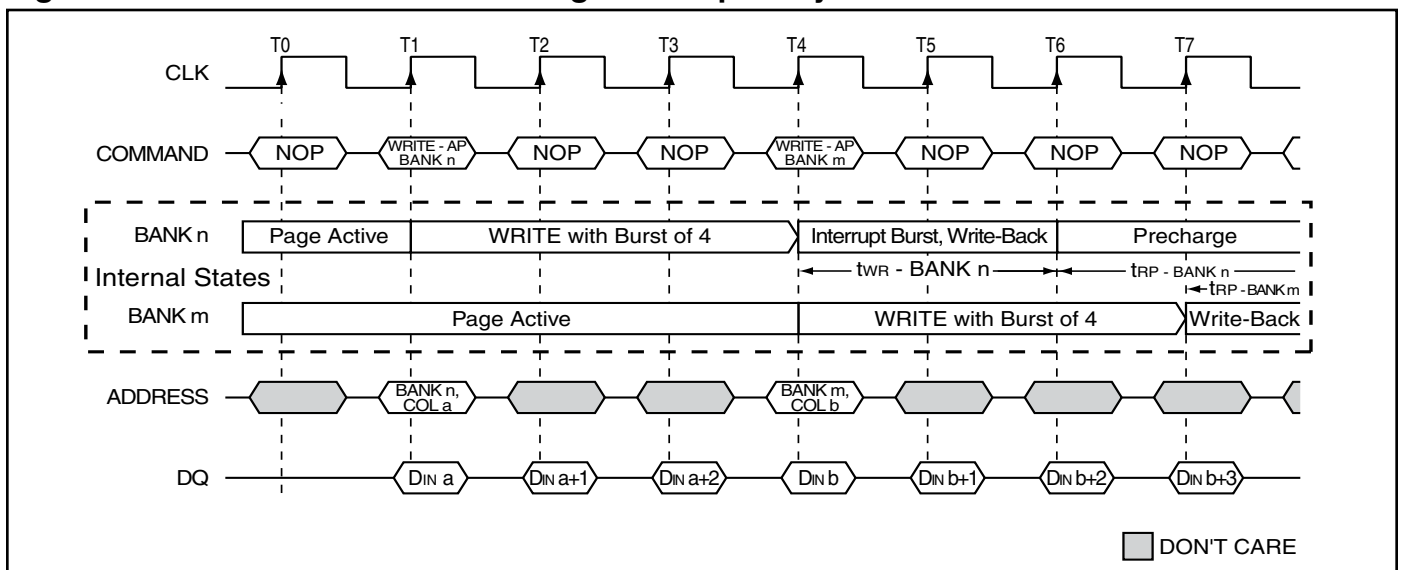 T0 T1 T2 T3 T4 T5 T6 T7
CLK
COMMAND NOP WRITE - AP BANK n NOP NOP WRITE - AP BANK m NOP NOP NOP
BANK n Page Active WRITE with Burst of 4 Interrupt Burst, Write-Back Precharge
tWR - BANK n tRP - BANK n
Internal States
tRP - BANK m
BANK m Page Active WRITE with Burst of 4 Write-Back
ADDRESS BANK n, COL a BANK m, COL b
DQ DIN a DIN a+1 DIN a+2 DIN b DIN b+1 DIN b+2 DIN b+3
DON'T CARE